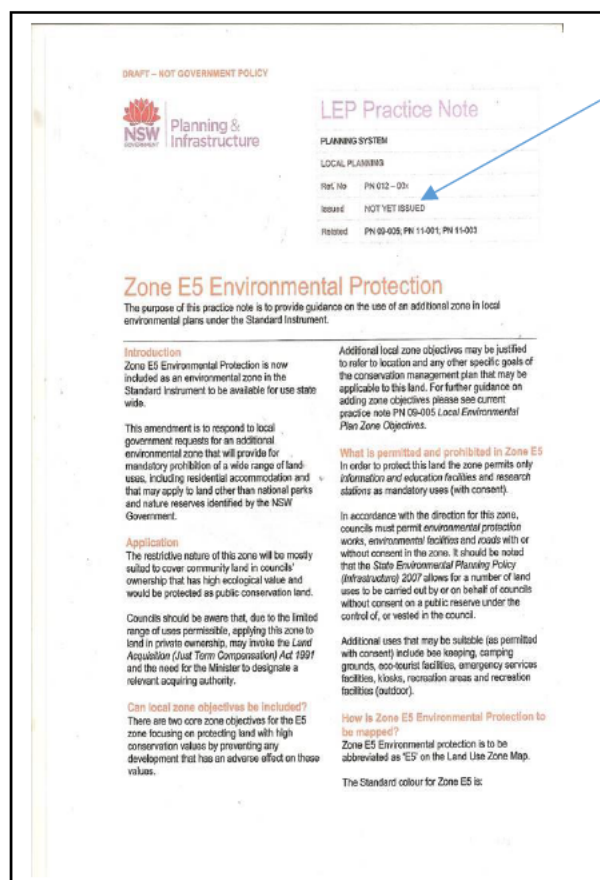 DRAFT – NOT GOVERNMENT POLICY
NSW
GOVERNMENT
Planning &
Infrastructure
LEP Practice Note
PLANNING SYSTEM
LOCAL PLANNING
Ref. No PN 012 – 00x
Issued NOT YET ISSUED
Related PN 09-005; PN 11-001; PN 11-003
Zone E5 Environmental Protection
The purpose of this practice note is to provide guidance on the use of an additional zone in local
environmental plans under the Standard Instrument.
Introduction
Zone E5 Environmental Protection is now
included as an environmental zone in the
Standard Instrument to be available for use state
wide.
This amendment is to respond to local
government requests for an additional
environmental zone that will provide for
mandatory prohibition of a wide range of land
uses, including residential accommodation and
that may apply to land other than national parks
and nature reserves identified by the NSW
Government.
Application
The restrictive nature of this zone will be mostly
suited to cover community land in councils'
ownership that has high ecological value and
would be protected as public conservation land.
Councils should be aware that, due to the limited
range of uses permissible, applying this zone to
land in private ownership, may invoke the Land
Acquisition (Just Term Compensation) Act 1991
and the need for the Minister to designate a
relevant acquiring authority.
Can local zone objectives be included?
There are two core zone objectives for the E5
zone focusing on protecting land with high
conservation values by preventing any
development that has an adverse effect on those
values.
Additional local zone objectives may be justified
to refer to location and any other specific goals of
the conservation management plan that may be
applicable to this land. For further guidance on
adding zone objectives please see current
practice note PN 09-005 Local Environmental
Plan Zone Objectives.
What is permitted and prohibited in Zone E5
In order to protect this land the zone permits only
information and education facilities and research
stations as mandatory uses (with consent).
In accordance with the direction for this zone,
councils must permit environmental protection
works, environmental facilities and roads with or
without consent in the zone. It should be noted
that the State Environmental Planning Policy
(Infrastructure) 2007 allows for a number of land
uses to be carried out by or on behalf of councils
without consent on a public reserve under the
control of, or vested in the council.
Additional uses that may be suitable (as permitted
with consent) include bee keeping, camping
grounds, eco-tourist facilities, emergency services
facilities, kiosks, recreation areas and recreation
facilities (outdoor).
How is Zone E5 Environmental Protection to
be mapped?
Zone E5 Environmental protection is to be
abbreviated as 'E5' on the Land Use Zone Map.
The Standard colour for Zone E5 is: